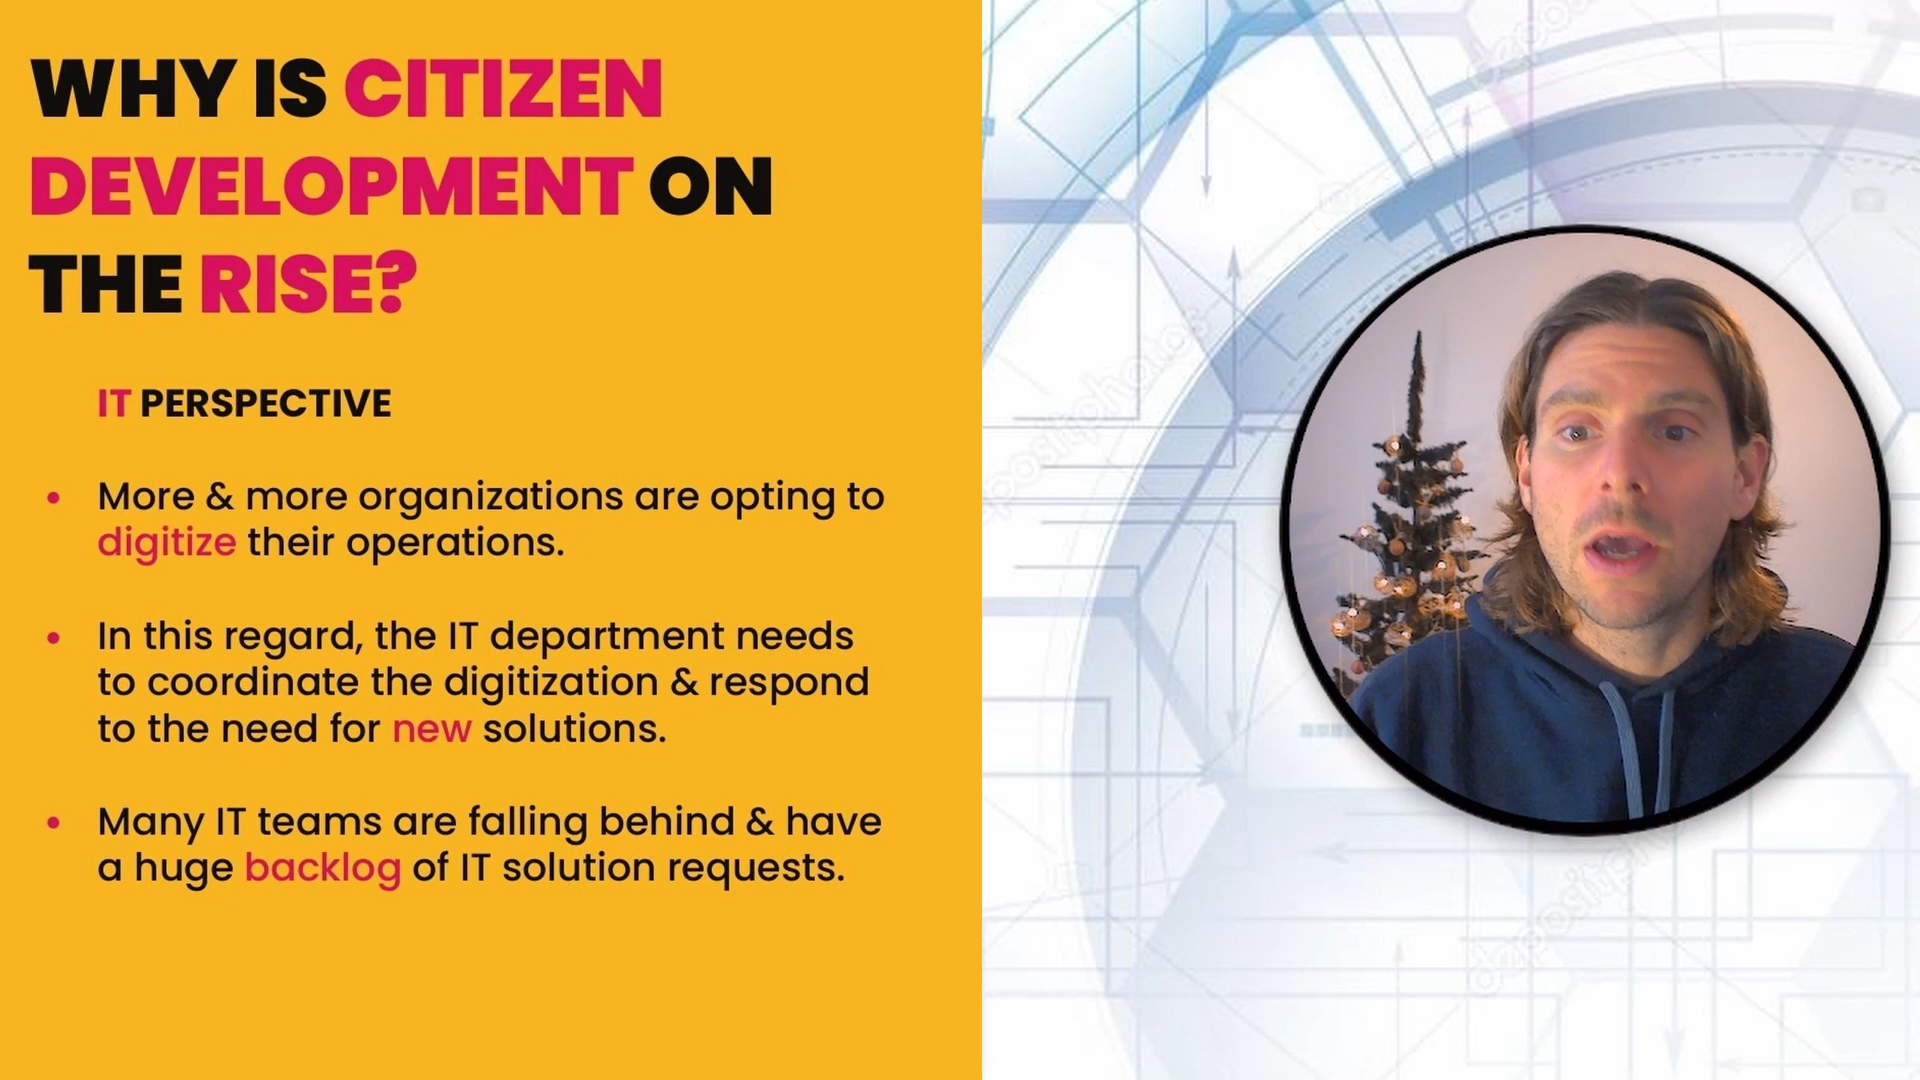 WHY IS CITIZEN
DEVELOPMENT ON
THE RISE?
IT PERSPECTIVE
• More & more organizations are opting to
digitize their operations.
• In this regard, the IT department needs
to coordinate the digitization & respond
to the need for new solutions.
• Many IT teams are falling behind & have
a huge backlog of IT solution requests.
depositphotos